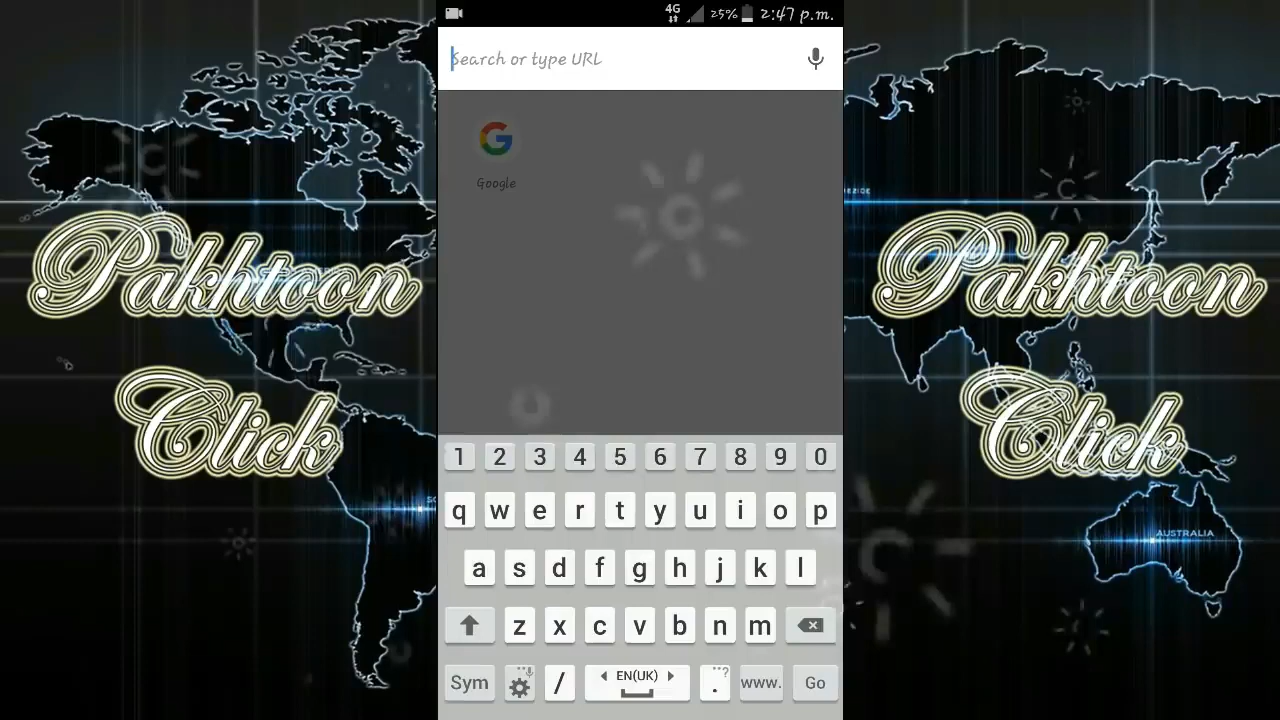 4G 25% 2:47 p.m.
Search or type URL
Google
Pakhtoon
Click
Pakhtoon
Click
AUSTRALIA
1 2 3 4 5 6 7 8 9 0
q w e r t y u i o p
a s d f g h j k l
z x c v b n m
Sym / EN(UK) . www. Go